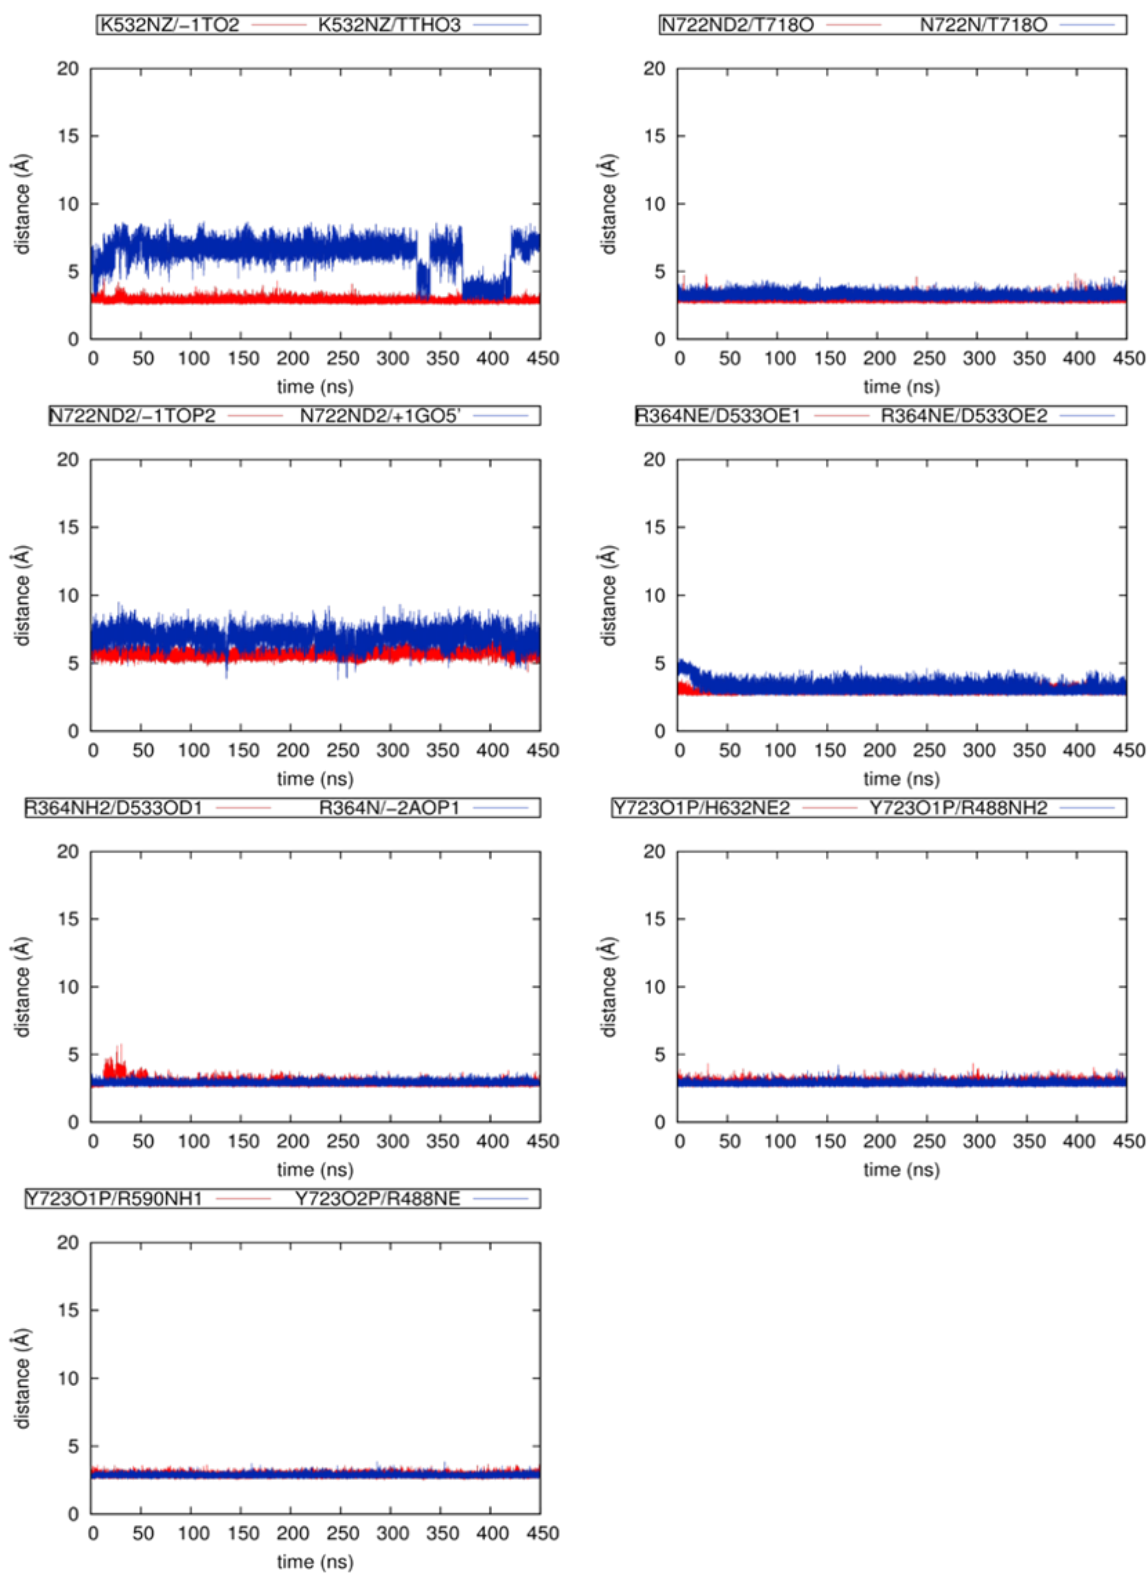 K532NZ/−1TO2 K532NZ/TTHO3
20
15
10
5
0
distance (Å)
0 50 100 150 200 250 300 350 400 450
time (ns)
N722ND2/T718O N722N/T718O
20
15
10
5
0
distance (Å)
0 50 100 150 200 250 300 350 400 450
time (ns)
N722ND2/−1TOP2 N722ND2/+1GO5'
20
15
10
5
0
distance (Å)
0 50 100 150 200 250 300 350 400 450
time (ns)
R364NE/D533OE1 R364NE/D533OE2
20
15
10
5
0
distance (Å)
0 50 100 150 200 250 300 350 400 450
time (ns)
R364NH2/D533OD1 R364N/−2AOP1
20
15
10
5
0
distance (Å)
0 50 100 150 200 250 300 350 400 450
time (ns)
Y723O1P/H632NE2 Y723O1P/R488NH2
20
15
10
5
0
distance (Å)
0 50 100 150 200 250 300 350 400 450
time (ns)
Y723O1P/R590NH1 Y723O2P/R488NE
20
15
10
5
0
distance (Å)
0 50 100 150 200 250 300 350 400 450
time (ns)